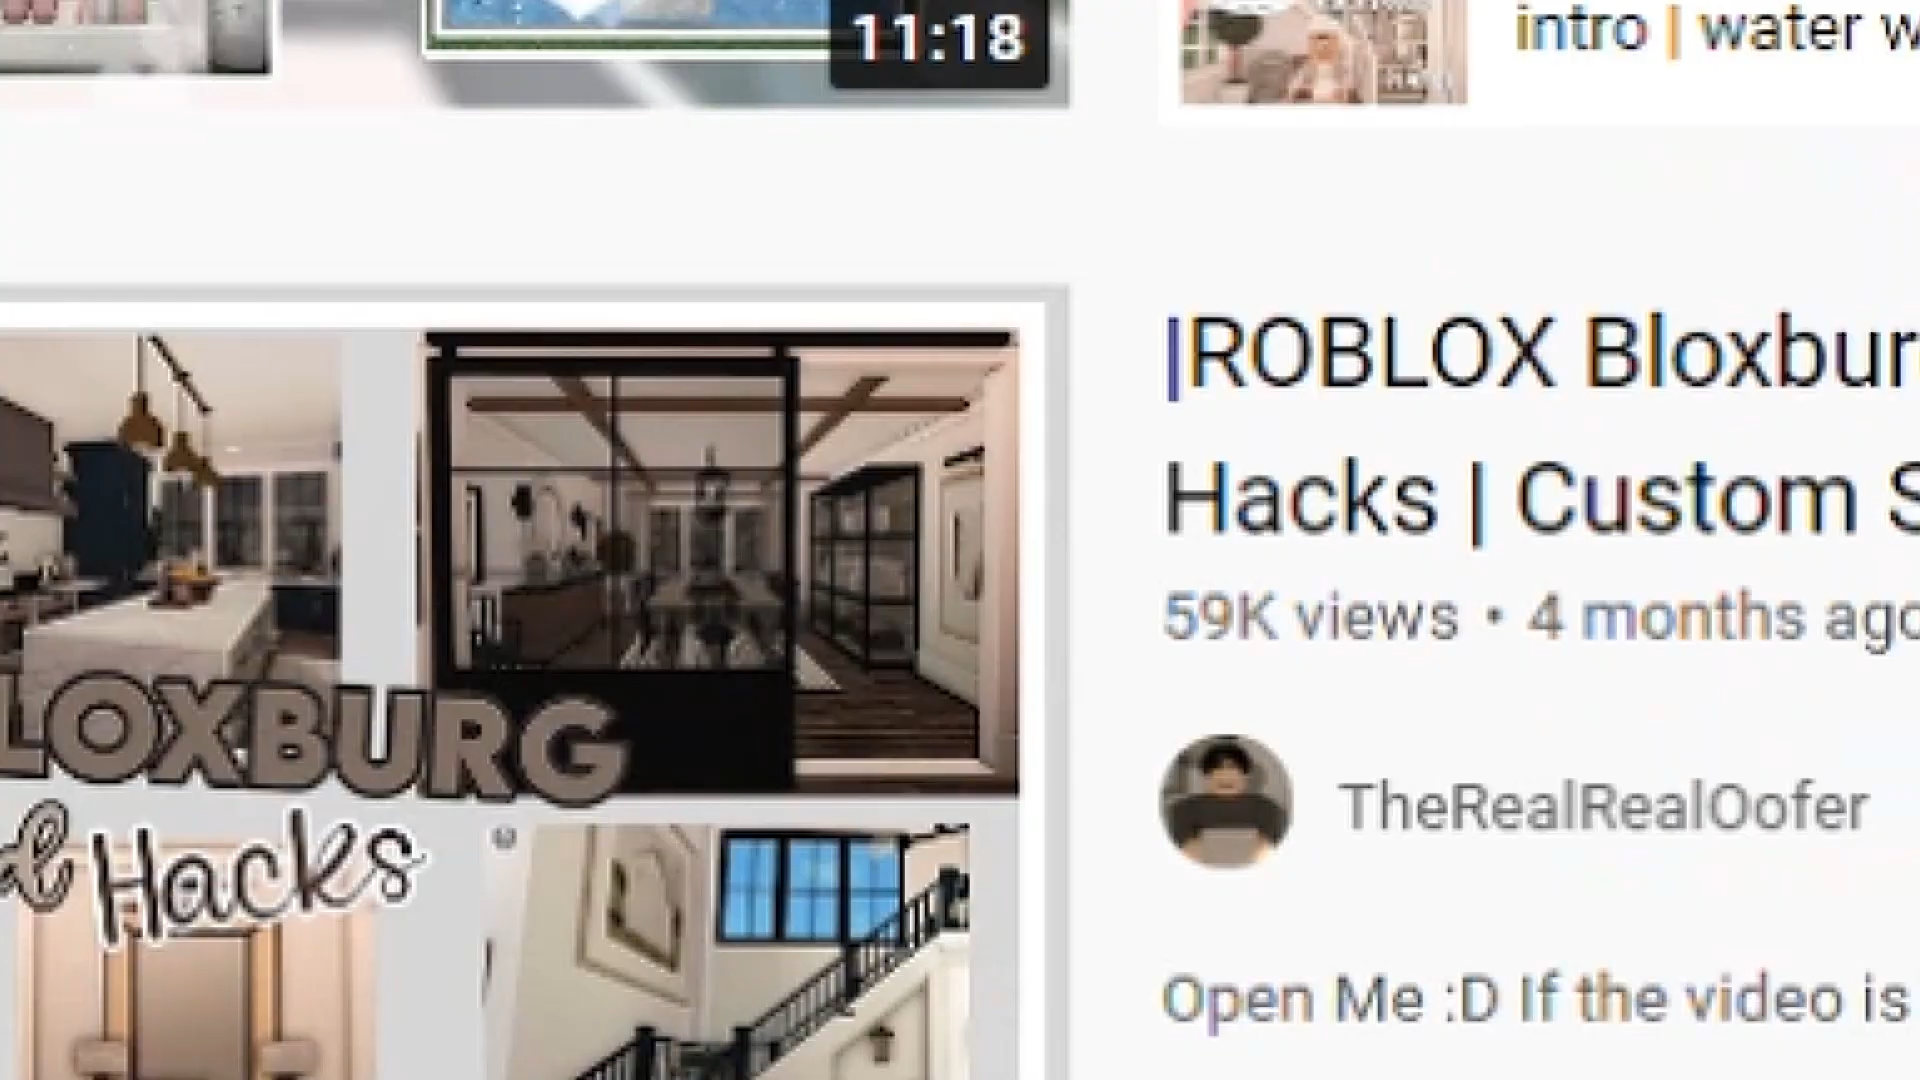 11:18
intro | water
|ROBLOX Bloxbur
Hacks | Custom S
59K views • 4 months ago
TheRealRealOofer
Open Me :D If the video is
LOXBURG
Hacks